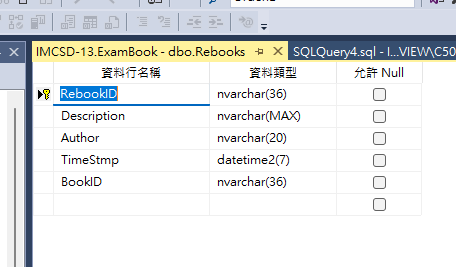 IMCSD-13.ExamBook - dbo.Rebooks
SQLQuery4.sql - I...VIEW\C50
資料行名稱 資料類型 允許 Null
RebookID nvarchar(36)
Description nvarchar(MAX)
Author nvarchar(20)
TimeStmp datetime2(7)
BookID nvarchar(36)